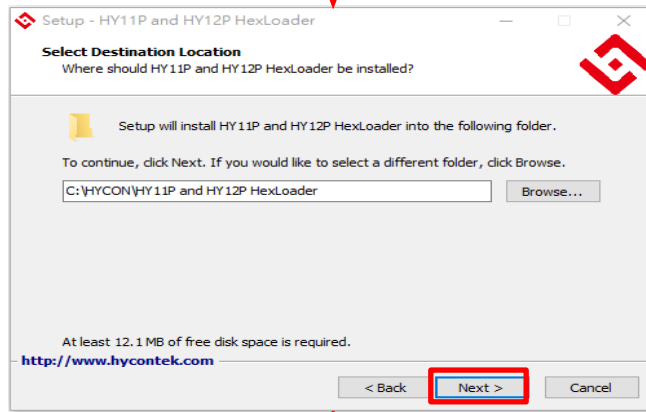 Setup - HY11P and HY12P HexLoader
Select Destination Location
Where should HY11P and HY12P HexLoader be installed?
Setup will install HY11P and HY12P HexLoader into the following folder.
To continue, click Next. If you would like to select a different folder, click Browse.
C:\HYCON\HY11P and HY12P HexLoader
Browse...
At least 12.1 MB of free disk space is required.
http://www.hycontek.com
< Back Next > Cancel